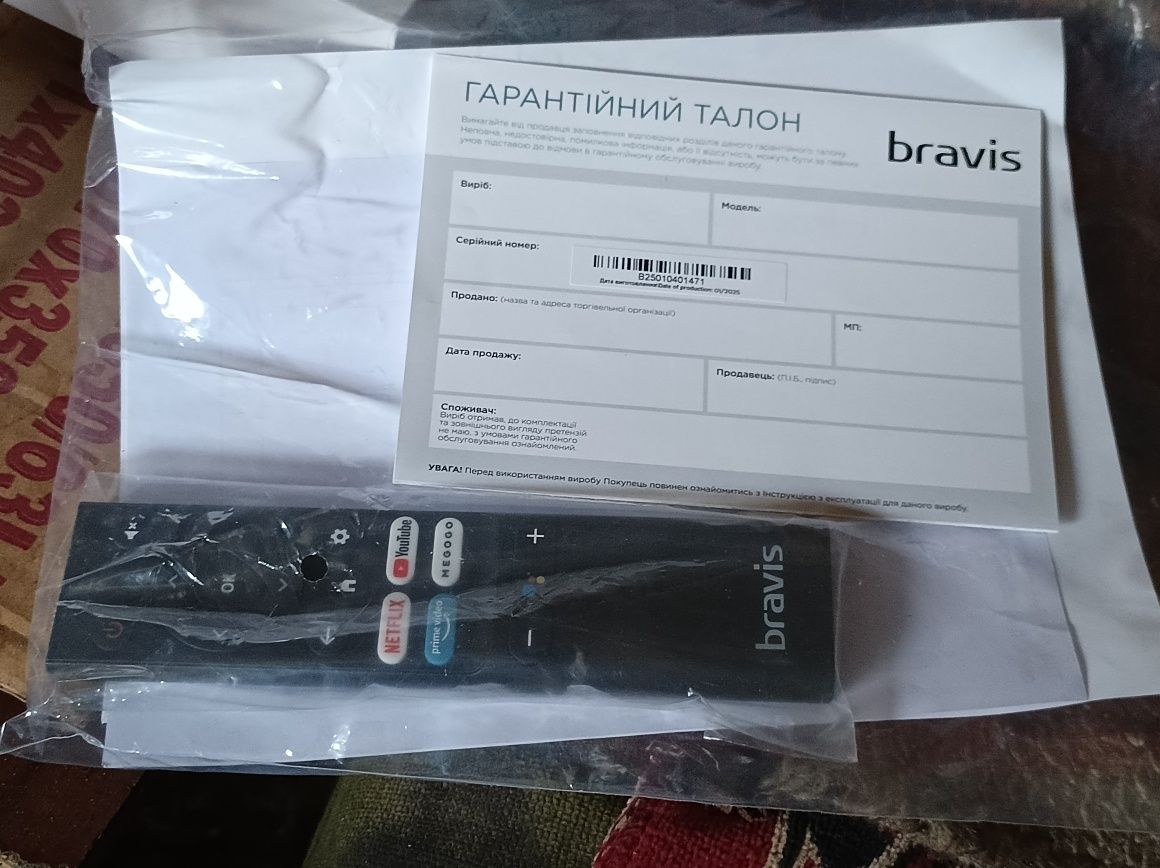 ГАРАНТІЙНИЙ ТАЛОН
bravis
Вимагайте від продавця заповнення відповідних розділів даного гарантійного талону.
Неповна, недостовірна, помилкова інформація, або її відсутність, можуть бути за певних
умов підставою до відмови в гарантійному обслуговуванні виробу.
Виріб:
Модель:
Серійний номер:
B25010401471
Дата виготовлення/Date of production: 01/2025
Продано: (назва та адреса торгівельної організації)
МП:
Дата продажу:
Продавець: (П.І.Б., підпис)
Споживач:
Виріб отримав, до комплектації
та зовнішнього вигляду претензій
не маю, з умовами гарантійного
обслуговування ознайомлений.
УВАГА! Перед використанням виробу Покупець повинен ознайомитись з Інструкцією з експлуатації для даного виробу.
OK
YouTube
MEGOGO
NETFLIX
prime video
+
−
bravis